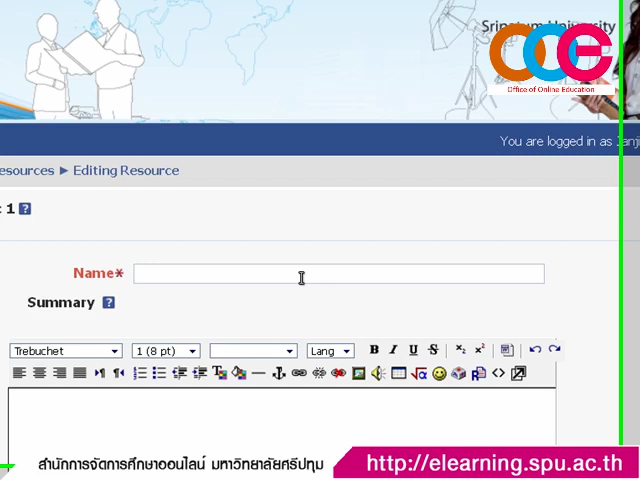 Sripatum University
Office of Online Education
You are logged in as Janji
esources ► Editing Resource
1
Name*
Summary
Trebuchet 1 (8 pt) Lang B I U S
สำนักการจัดการศึกษาออนไลน์ มหาวิทยาลัยศรีปทุม
http://elearning.spu.ac.th